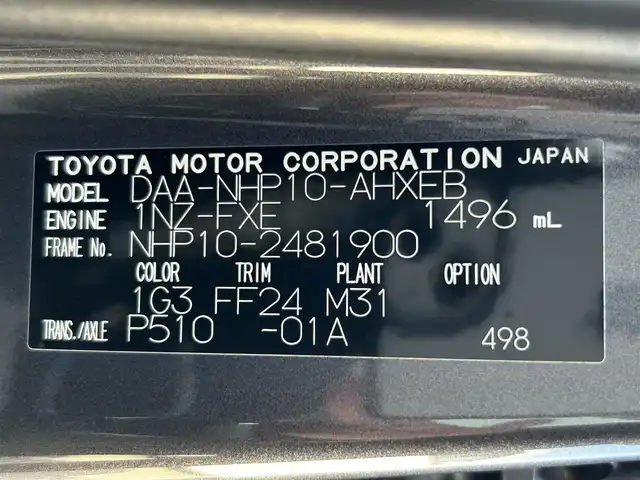 TOYOTA MOTOR CORPORATION JAPAN
MODEL DAA-NHP10-AHXEB
ENGINE 1NZ-FXE 1496 mL
FRAME No. NHP10-2481900
COLOR TRIM PLANT OPTION
1G3 FF24 M31
TRANS./AXLE P510 -01A 498